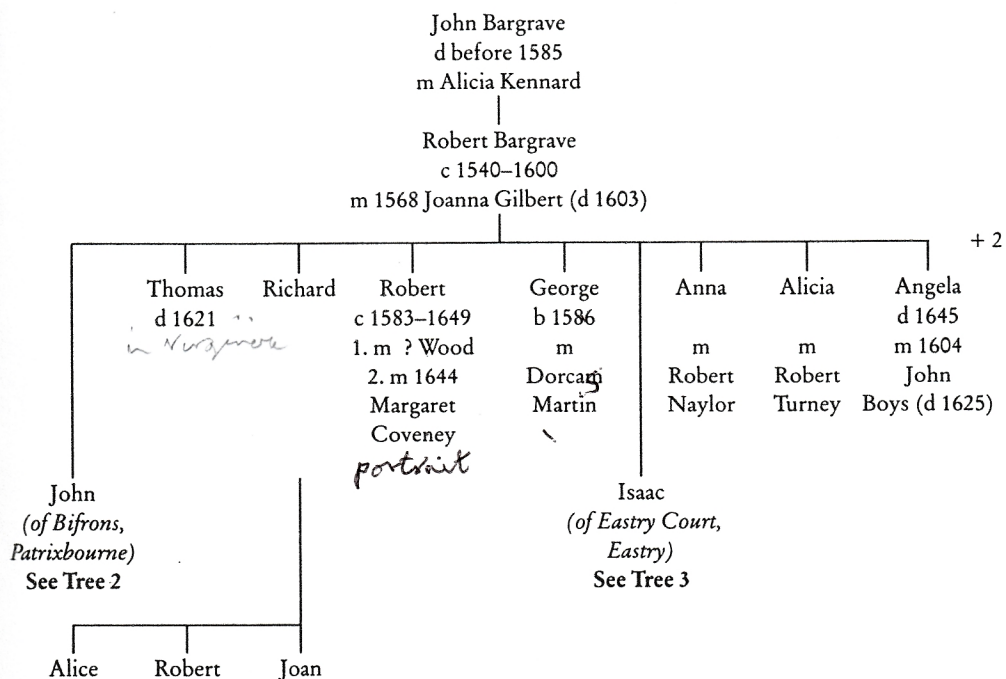 John Bargrave
d before 1585
m Alicia Kennard
Robert Bargrave
c 1540–1600
m 1568 Joanna Gilbert (d 1603)
+ 2
Thomas
d 1621
in Virginia
Richard
Robert
c 1583–1649
1. m ? Wood
2. m 1644
Margaret
Coveney
portrait
George
b 1586
m
Martin
Anna
m
Robert
Naylor
Alicia
m
Robert
Turney
Angela
d 1645
m 1604
John
Boys (d 1625)
John
(of Bifrons,
Patrixbourne)
See Tree 2
Isaac
(of Eastry Court,
Eastry)
See Tree 3
Alice
Robert
Joan